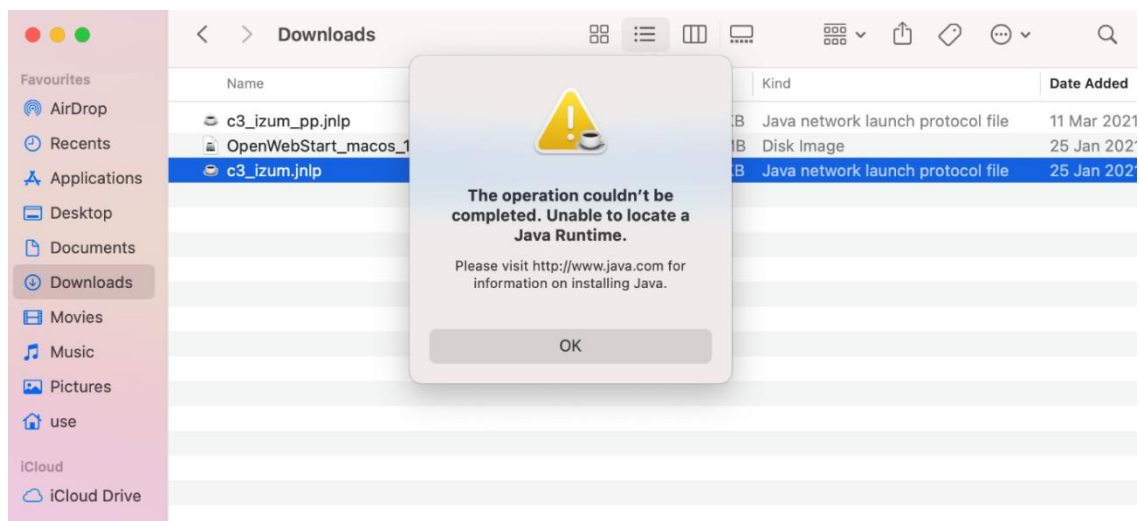 Downloads
Favourites
AirDrop
Recents
Applications
Desktop
Documents
Downloads
Movies
Music
Pictures
use
iCloud
iCloud Drive
Name Kind Date Added
c3_izum_pp.jnlp Java network launch protocol file 11 Mar 2021
OpenWebStart_macos_1 Disk Image 25 Jan 2021
c3_izum.jnlp Java network launch protocol file 25 Jan 2021
The operation couldn’t be
completed. Unable to locate a
Java Runtime.
Please visit http://www.java.com for
information on installing Java.
OK